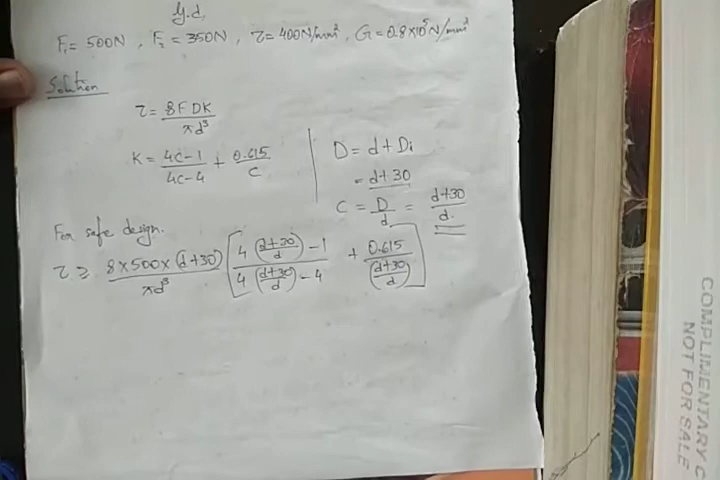 g.d.
F₁= 500N , F₂ = 350N , τ = 400N/mm², G = 0.8×10⁵N/mm²
Solution
τ = 8FDK / πd³
K = 4C-1 / 4C-4 + 0.615 / C
D = d + Di
= d+30
C = D / d = d+30 / d.
For safe design.
τ ≥ 8×500×(d+30) / πd³ [ 4 (d+30 / d) - 1 / 4 (d+30 / d) - 4 + 0.615 / (d+30 / d) ]
COMPLIMENTARY C
NOT FOR SALE